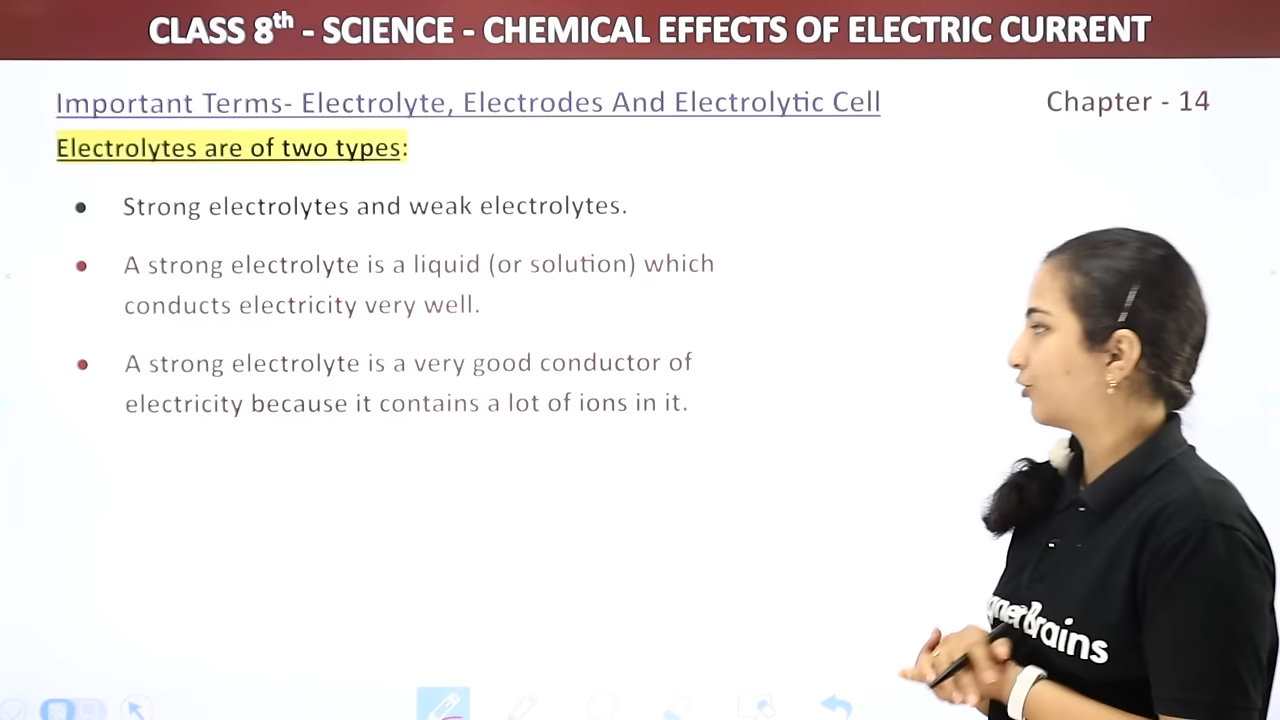 CLASS 8th - SCIENCE - CHEMICAL EFFECTS OF ELECTRIC CURRENT
Important Terms- Electrolyte, Electrodes And Electrolytic Cell
Chapter - 14
Electrolytes are of two types:
Strong electrolytes and weak electrolytes.
A strong electrolyte is a liquid (or solution) which
conducts electricity very well.
A strong electrolyte is a very good conductor of
electricity because it contains a lot of ions in it.
Brains